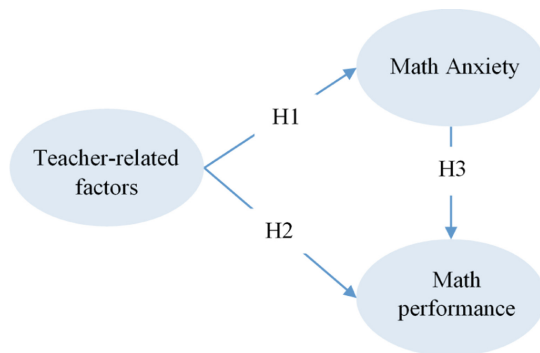 Math Anxiety
H1
Teacher-related
factors
H3
H2
Math
performance